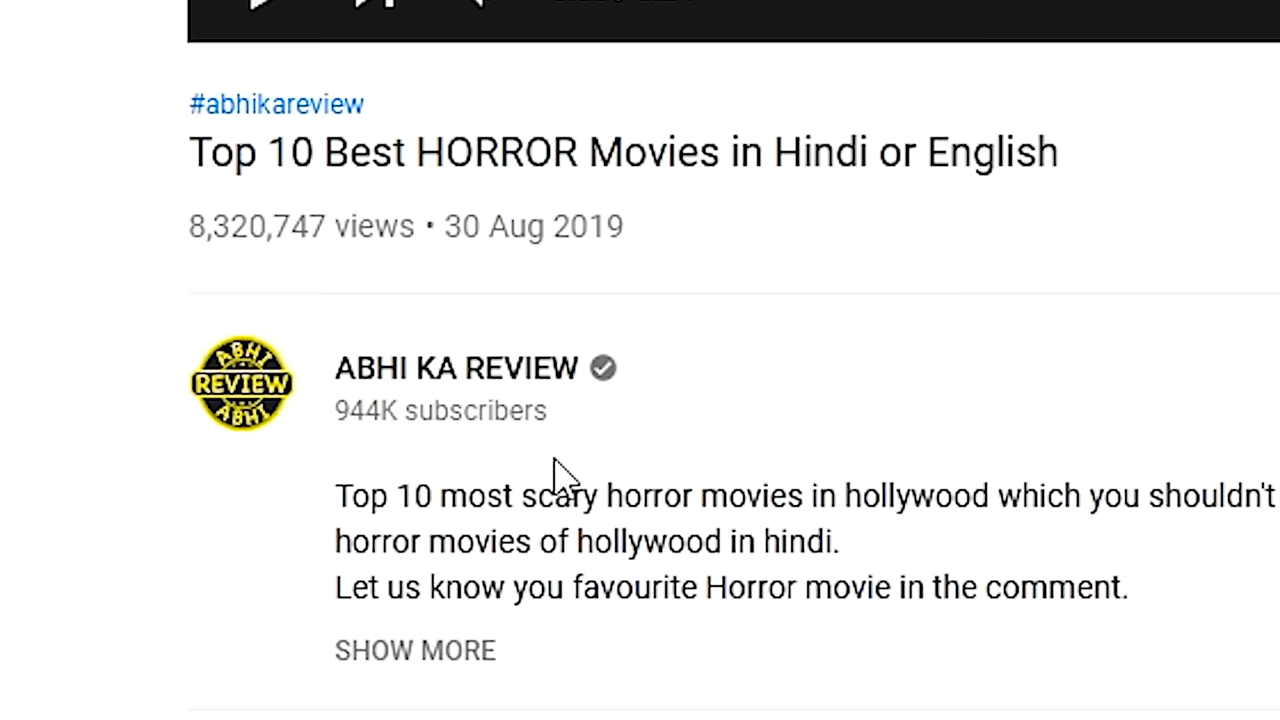 #abhikareview
Top 10 Best HORROR Movies in Hindi or English
8,320,747 views • 30 Aug 2019
ABHI
REVIEW
ABHI
ABHI KA REVIEW
944K subscribers
Top 10 most scary horror movies in hollywood which you shouldn't
horror movies of hollywood in hindi.
Let us know you favourite Horror movie in the comment.
SHOW MORE